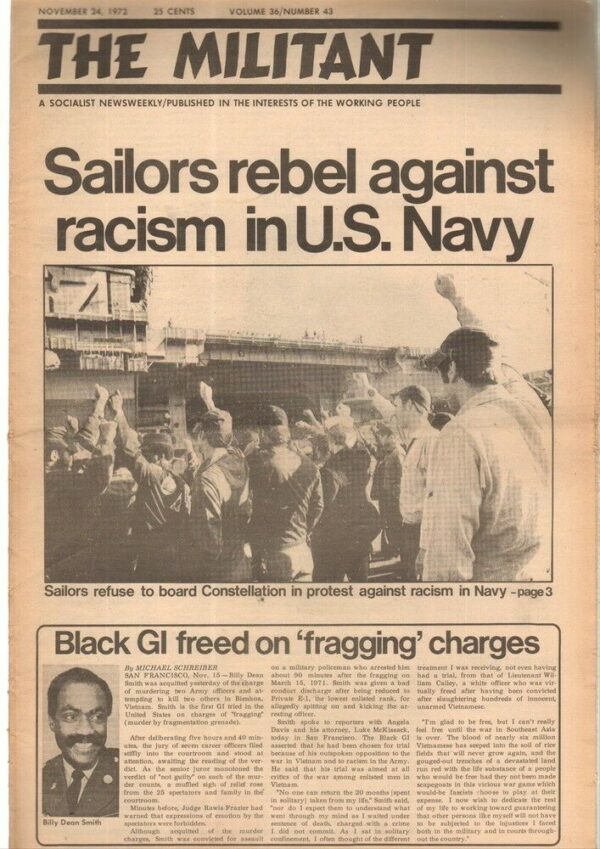 NOVEMBER 24, 1972 25 CENTS VOLUME 36/NUMBER 43
THE MILITANT
A SOCIALIST NEWSWEEKLY/PUBLISHED IN THE INTERESTS OF THE WORKING PEOPLE
Sailors rebel against
racism in U.S. Navy
Sailors refuse to board Constellation in protest against racism in Navy -page 3
Black GI freed on 'fragging' charges
Billy Dean Smith
By MICHAEL SCHREIBER
SAN FRANCISCO, Nov. 15—Billy Dean
Smith was acquitted yesterday of the charge
of murdering two Army officers and at-
tempting to kill two others in Bienhoa,
Vietnam. Smith is the first GI tried in the
United States on charges of "fragging"
(murder by fragmentation grenade).
After deliberating five hours and 40 min-
utes, the jury of seven career officers filed
stiffly into the courtroom and stood at
attention, awaiting the reading of the ver-
dict. As the senior juror monotoned the
verdict of "not guilty" on each of the mur-
der counts, a muffled sigh of relief rose
from the 25 spectators and family in the
courtroom.
Minutes before, Judge Rawls Frazier had
warned that expressions of emotion by the
spectators were forbidden.
Although acquitted of the murder
charges, Smith was convicted for assault
on a military policeman who arrested him
about 90 minutes after the fragging on
March 15, 1971. Smith was given a bad
conduct discharge after being reduced to
Private E-1, the lowest enlisted rank, for
allegedly spitting on and kicking the ar-
resting officer.
Smith spoke to reporters with Angela
Davis and his attorney, Luke McKissack,
today in San Francisco. The Black GI
asserted that he had been chosen for trial
because of his outspoken opposition to the
war in Vietnam and to racism in the Army.
He said that his trial was aimed at all
critics of the war among enlisted men in
Vietnam.
"No one can return the 20 months [spent
in solitary] taken from my life," Smith said,
"nor do I expect them to understand what
went through my mind as I waited under
sentence of death, charged with a crime
I did not commit. As I sat in solitary
confinement, I often thought of the different
treatment I was receiving, not even having
had a trial, from that of Lieutenant Wil-
liam Calley, a white officer who was vir-
tually freed after having been convicted
after slaughtering hundreds of innocent,
unarmed Vietnamese.
"I'm glad to be free, but I can't really
feel free until the war in Southeast Asia
is over. The blood of nearly six million
Vietnamese has seeped into the soil of rice
fields that will never grow again, and the
gouged-out trenches of a devastated land
run red with the life substance of a people
who would be free had they not been made
scapegoats in this vicious war game which
would-be fascists choose to play at their
expense. I now wish to dedicate the rest
of my life to working toward guaranteeing
that other persons like myself will not have
to be subjected to the injustices I faced
both in the military and in courts through-
out the country."